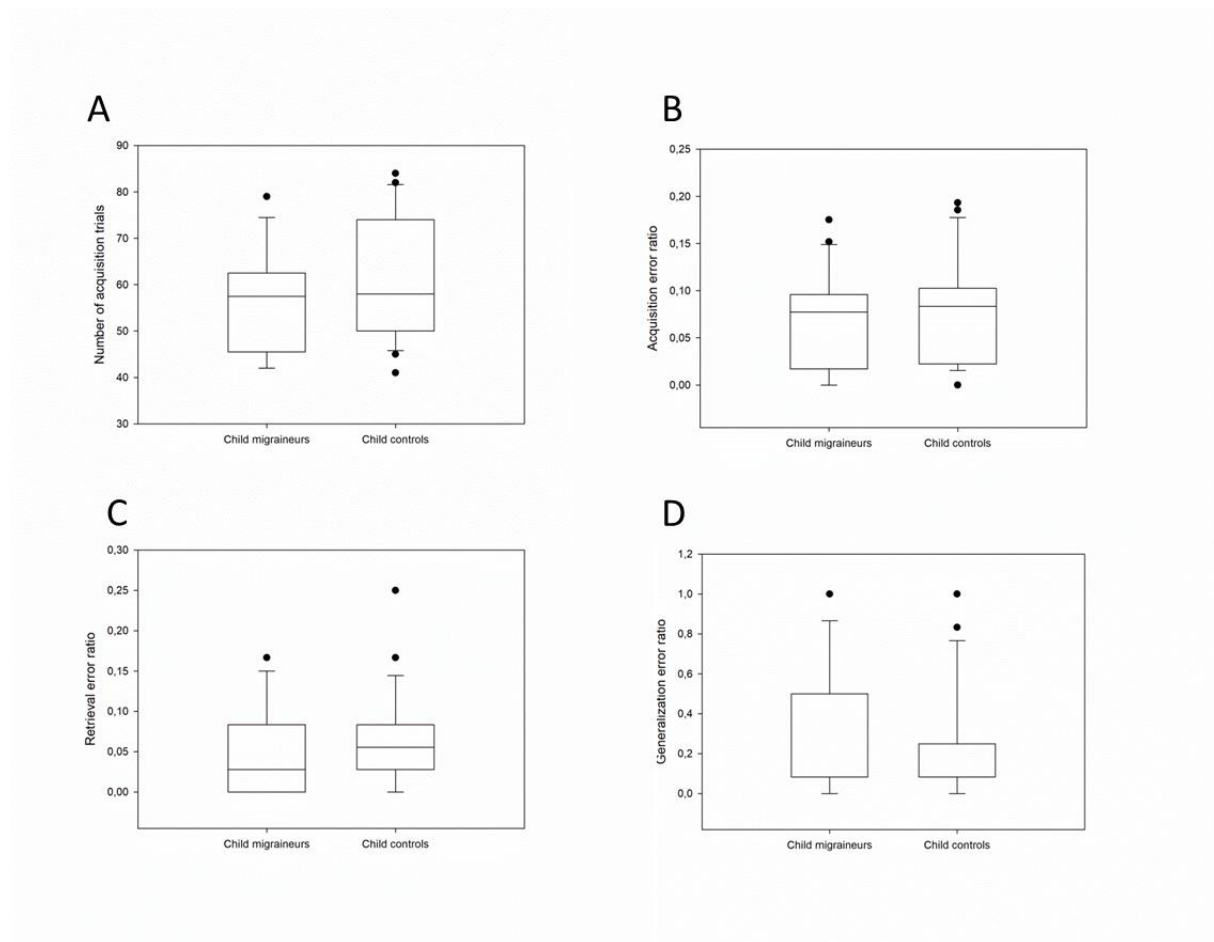 A
Number of acquisition trials
90
80
70
60
50
40
30
Child migraineurs
Child controls
B
Acquisition error ratio
0,25
0,20
0,15
0,10
0,05
0,00
Child migraineurs
Child controls
C
Retrieval error ratio
0,30
0,25
0,20
0,15
0,10
0,05
0,00
Child migraineurs
Child controls
D
Generalization error ratio
1,2
1,0
0,8
0,6
0,4
0,2
0,0
Child migraineurs
Child controls